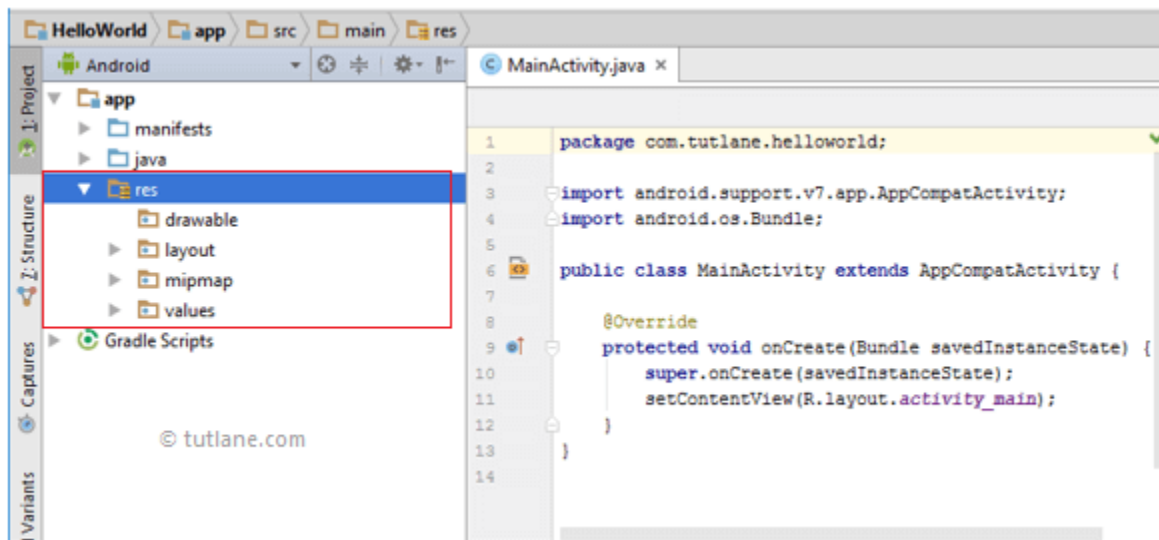 HelloWorld app src main res
Android
MainActivity.java ×
1: Project
app
manifests
java
res
drawable
layout
mipmap
values
Gradle Scripts
© tutlane.com
Z: Structure
Captures
Variants
1 package com.tutlane.helloworld;
2
3 import android.support.v7.app.AppCompatActivity;
4 import android.os.Bundle;
5
6 public class MainActivity extends AppCompatActivity {
7
8 @Override
9 protected void onCreate(Bundle savedInstanceState) {
10 super.onCreate(savedInstanceState);
11 setContentView(R.layout.activity_main);
12 }
13 }
14